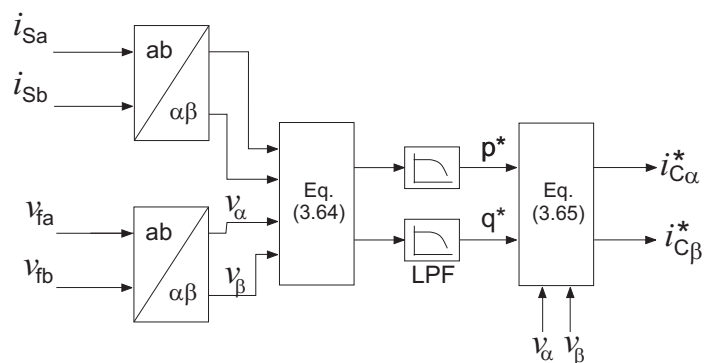 i_Sa
i_Sb
ab
αβ
v_fa
v_fb
ab
αβ
v_α
v_β
Eq.
(3.64)
LPF
p*
q*
Eq.
(3.65)
v_α v_β
i*_Cα
i*_Cβ